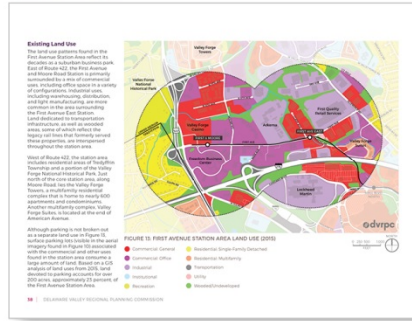 Existing Land Use
The land use patterns found in the
First Avenue Station Area reflect its
decades as a suburban business park.
East of Route 422, the First Avenue
and Moore Road Station is primarily
surrounded by a mix of commercial
uses, including office space in a variety
of configurations. Industrial uses,
including warehousing, distribution,
and light manufacturing, are more
common in the area surrounding
the First Avenue East Station.
Land dedicated to transportation
infrastructure, as well as wooded
areas, some of which reflect the
legacy rail lines that formerly served
these properties, are interspersed
throughout the station area.
West of Route 422, the station area
includes residential areas of Tredyffrin
Township and a portion of the Valley
Forge National Historical Park. Just
north of the core station area, along
Moore Road, lies the Valley Forge
Towers, a multifamily residential
complex that is home to nearly 600
apartments and condominiums.
Another multifamily complex, Valley
Forge Suites, is located at the end of
American Avenue.
Although parking is not broken out
as a separate land use in Figure 13,
surface parking lots visible in the aerial
imagery found in Figure 10 associated
with the commercial and other uses
found in the station area consume a
large amount of land. Based on a GIS
analysis of land uses from 2015, land
devoted to parking accounts for over
200 acres, approximately 23 percent of
the First Avenue Station Area.
Valley Forge
Towers
Valley Forge
National
Historical Park
Valley Forge
Casino
FIRST & MOORE
Freedom Business
Center
Arbonne
First Quality
Retail Services
FIRST AVE EAST
Lockheed
Martin
dvrpc
FIGURE 13: FIRST AVENUE STATION AREA LAND USE (2015)
Commercial General
Commercial Office
Industrial
Institutional
Recreation
Residential Single-Family Detached
Residential Multifamily
Transportation
Utility
Wooded/Undeveloped
DELAWARE VALLEY REGIONAL PLANNING COMMISSION